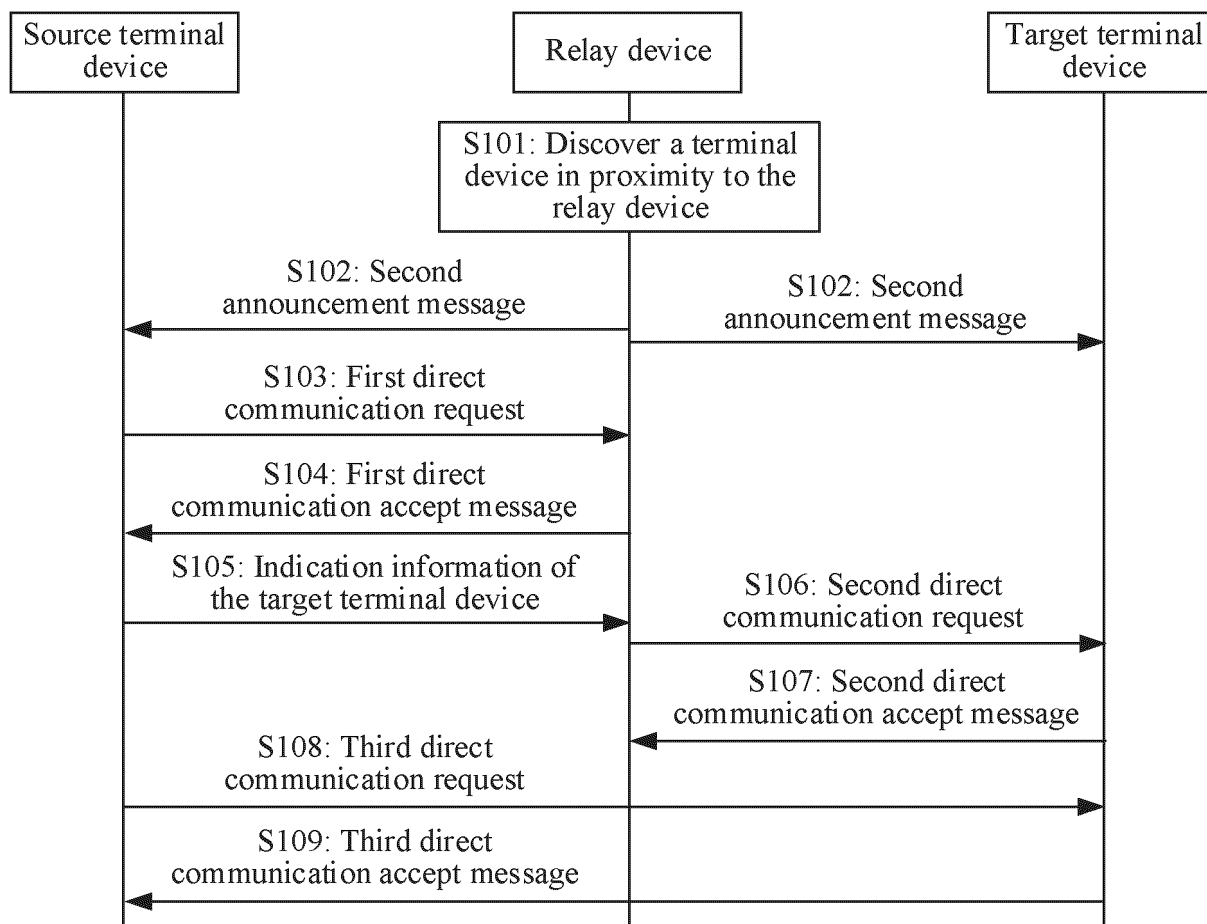 Source terminal
device
Relay device
Target terminal
device
S101: Discover a terminal
device in proximity to the
relay device
S102: Second
announcement message
S102: Second
announcement message
S103: First direct
communication request
S104: First direct
communication accept message
S105: Indication information of
the target terminal device
S106: Second direct
communication request
S107: Second direct
communication accept message
S108: Third direct
communication request
S109: Third direct
communication accept message